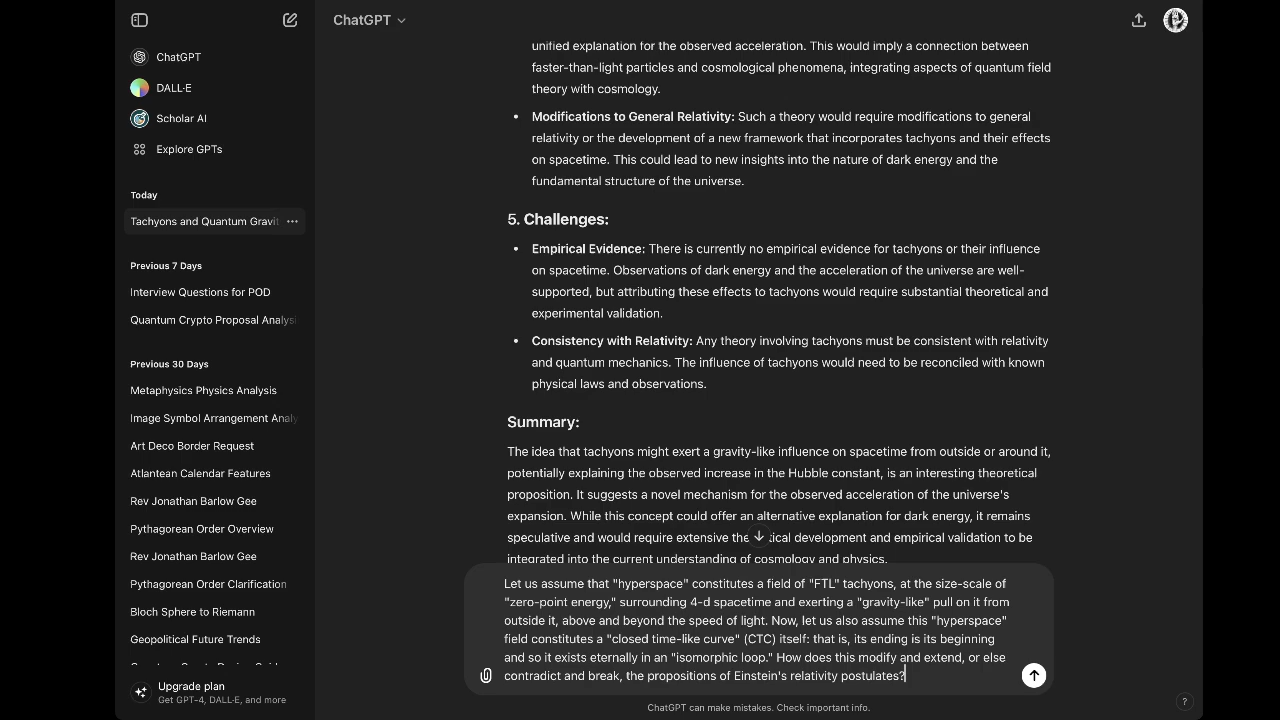 ChatGPT
ChatGPT
DALL·E
Scholar AI
Explore GPTs
Today
Tachyons and Quantum Gravit
Previous 7 Days
Interview Questions for POD
Quantum Crypto Proposal Analysi
Previous 30 Days
Metaphysics Physics Analysis
Image Symbol Arrangement Analy
Art Deco Border Request
Atlantean Calendar Features
Rev Jonathan Barlow Gee
Pythagorean Order Overview
Rev Jonathan Barlow Gee
Pythagorean Order Clarification
Bloch Sphere to Riemann
Geopolitical Future Trends
Upgrade plan
Get GPT-4, DALL·E, and more
unified explanation for the observed acceleration. This would imply a connection between
faster-than-light particles and cosmological phenomena, integrating aspects of quantum field
theory with cosmology.
• Modifications to General Relativity: Such a theory would require modifications to general
relativity or the development of a new framework that incorporates tachyons and their effects
on spacetime. This could lead to new insights into the nature of dark energy and the
fundamental structure of the universe.
5. Challenges:
• Empirical Evidence: There is currently no empirical evidence for tachyons or their influence
on spacetime. Observations of dark energy and the acceleration of the universe are well-
supported, but attributing these effects to tachyons would require substantial theoretical and
experimental validation.
• Consistency with Relativity: Any theory involving tachyons must be consistent with relativity
and quantum mechanics. The influence of tachyons would need to be reconciled with known
physical laws and observations.
Summary:
The idea that tachyons might exert a gravity-like influence on spacetime from outside or around it,
potentially explaining the observed increase in the Hubble constant, is an interesting theoretical
proposition. It suggests a novel mechanism for the observed acceleration of the universe's
expansion. While this concept could offer an alternative explanation for dark energy, it remains
speculative and would require extensive tical development and empirical validation to be
integrated into the current understanding of cosmology and physics.
Let us assume that "hyperspace" constitutes a field of "FTL" tachyons, at the size-scale of
"zero-point energy," surrounding 4-d spacetime and exerting a "gravity-like" pull on it from
outside it, above and beyond the speed of light. Now, let us also assume this "hyperspace"
field constitutes a "closed time-like curve" (CTC) itself: that is, its ending is its beginning
and so it exists eternally in an "isomorphic loop." How does this modify and extend, or else
contradict and break, the propositions of Einstein's relativity postulates?
ChatGPT can make mistakes. Check important info.
?